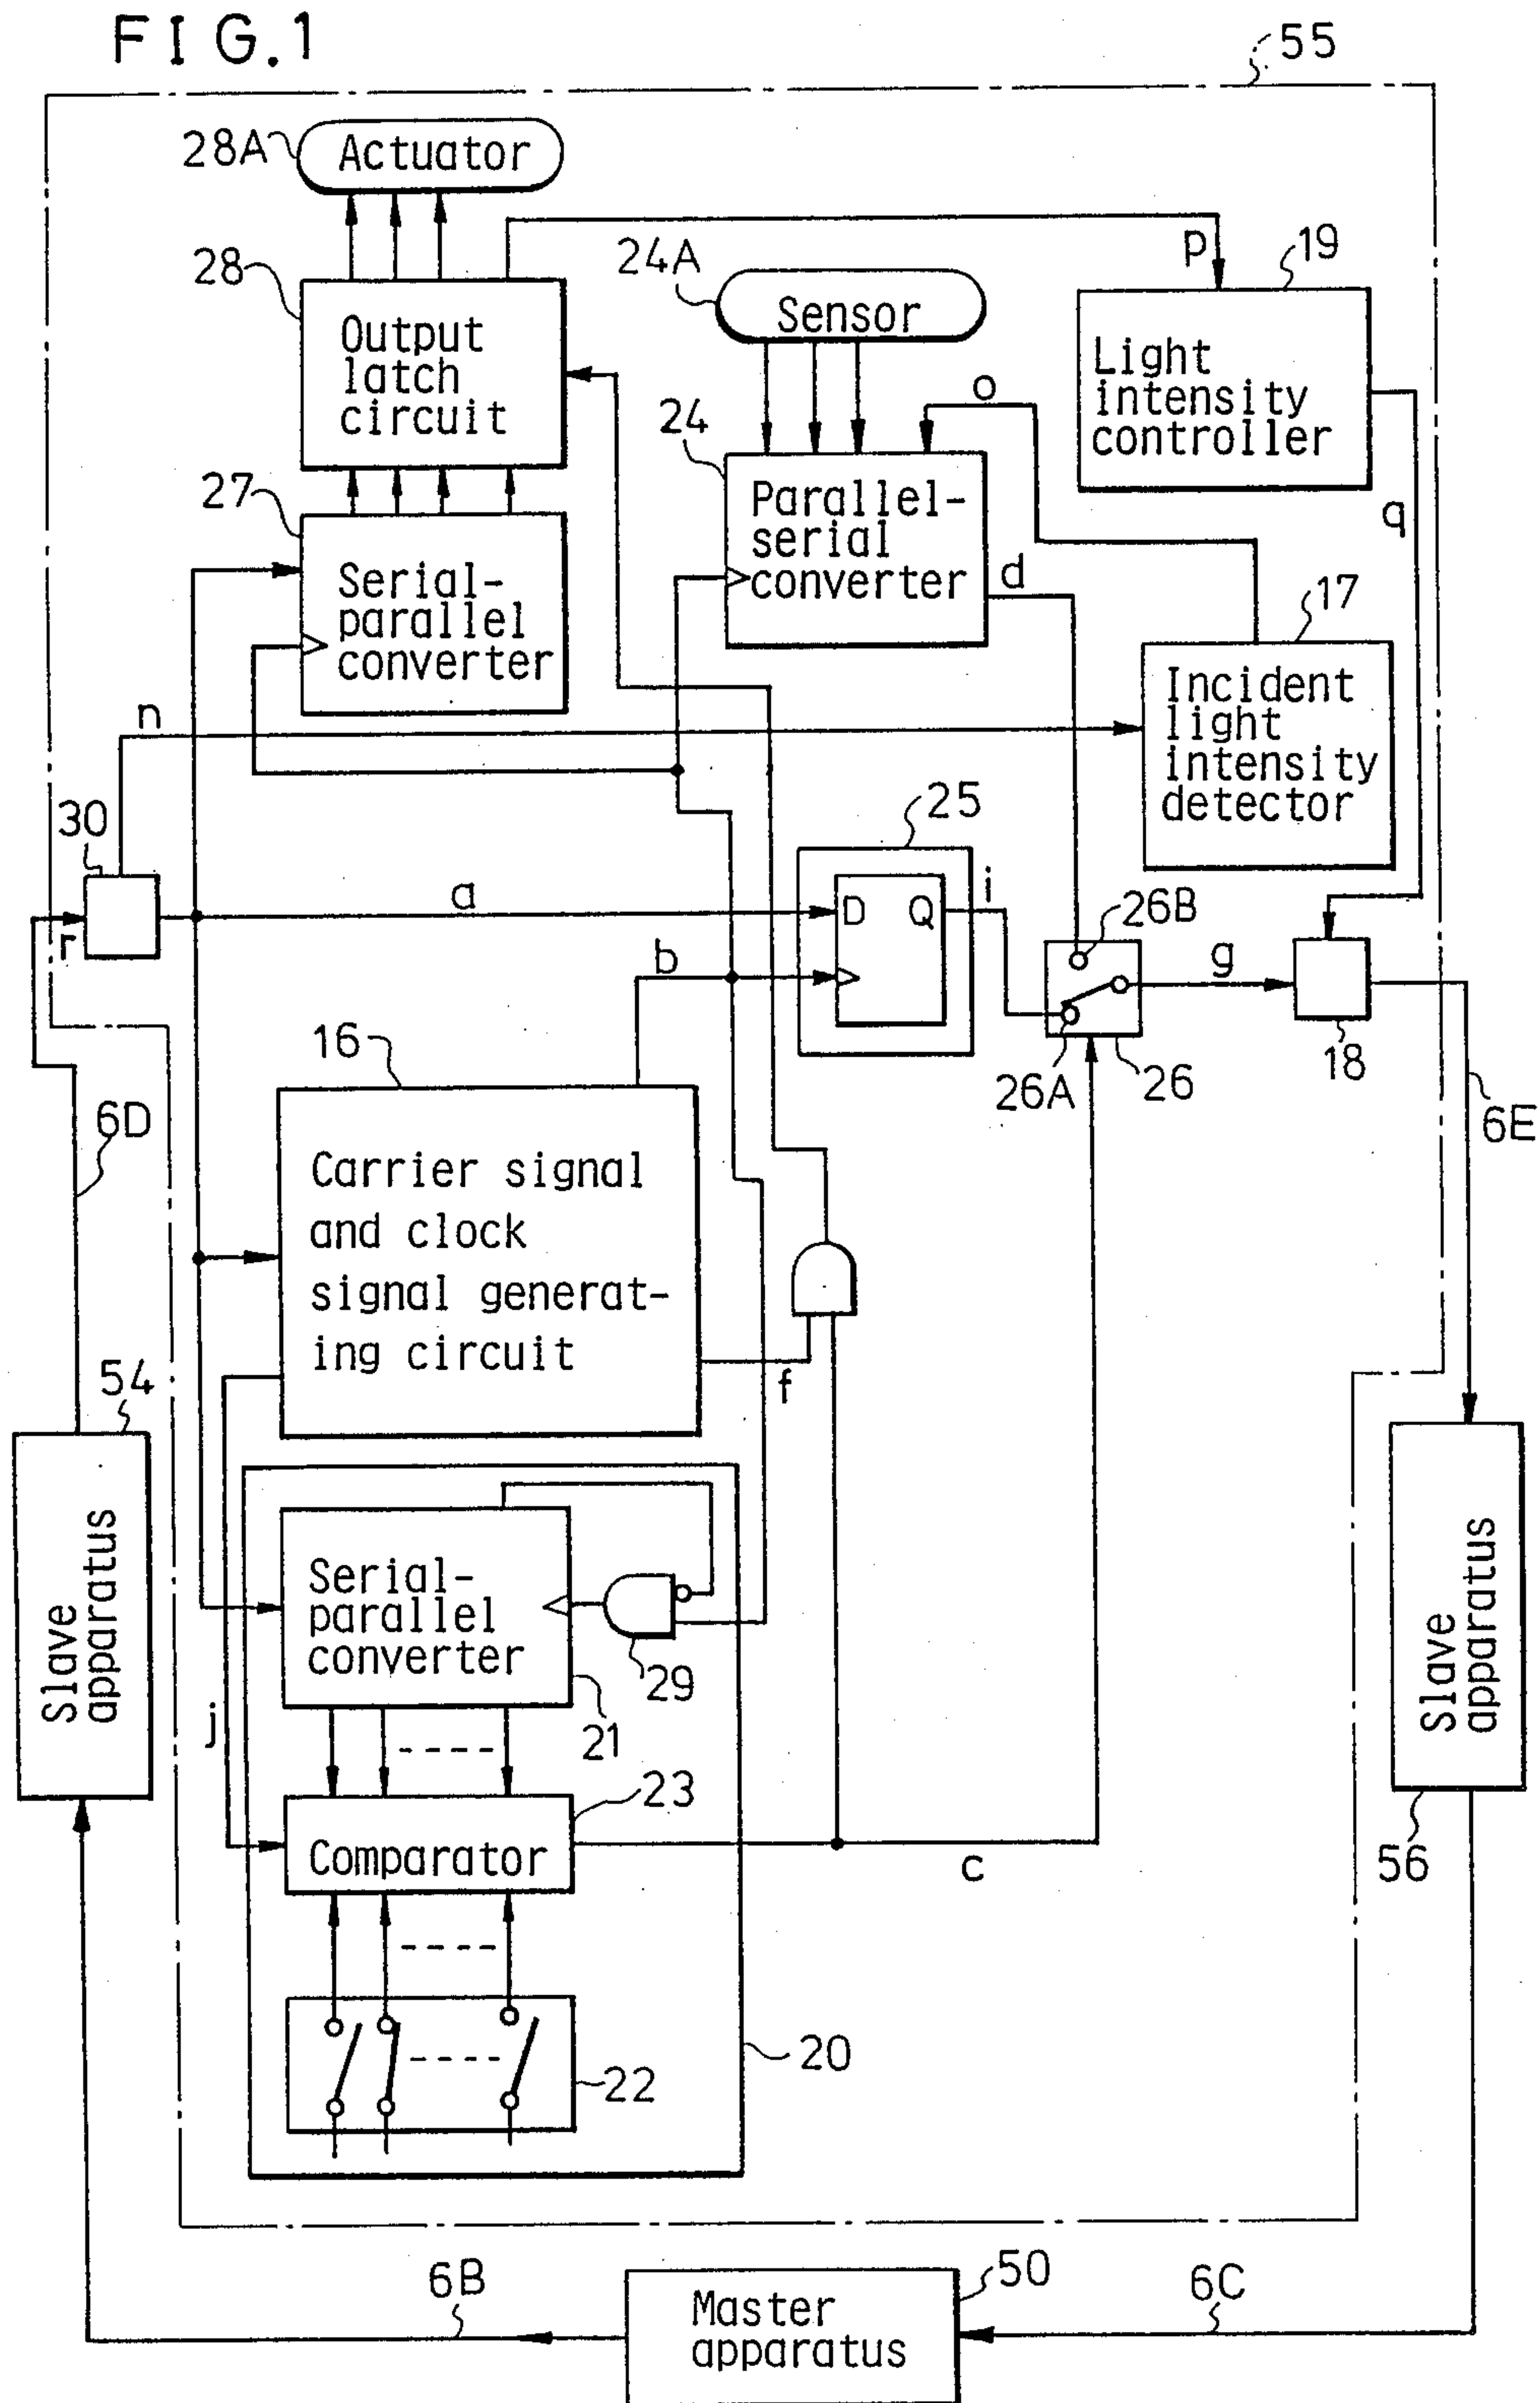 FIG.1
55
28A
Actuator
p
19
24A
28
Sensor
Output
latch
circuit
Light
intensity
controller
o
24
27
Parallel-
serial
converter
q
d
Serial-
parallel
converter
17
Incident
light
intensity
detector
n
30
25
a
D
Q
i
26B
r
b
g
16
26A
26
18
6D
6E
Carrier signal
and clock
signal generat-
ing circuit
f
54
Slave
apparatus
Serial-
parallel
converter
29
21
j
Slave
apparatus
23
Comparator
c
56
20
22
6B
50
6C
Master
apparatus